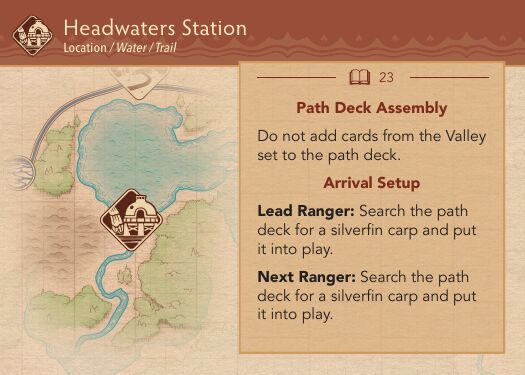 Headwaters Station
Location / Water / Trail
23
Path Deck Assembly
Do not add cards from the Valley
set to the path deck.
Arrival Setup
Lead Ranger: Search the path
deck for a silverfin carp and put
it into play.
Next Ranger: Search the path
deck for a silverfin carp and put
it into play.